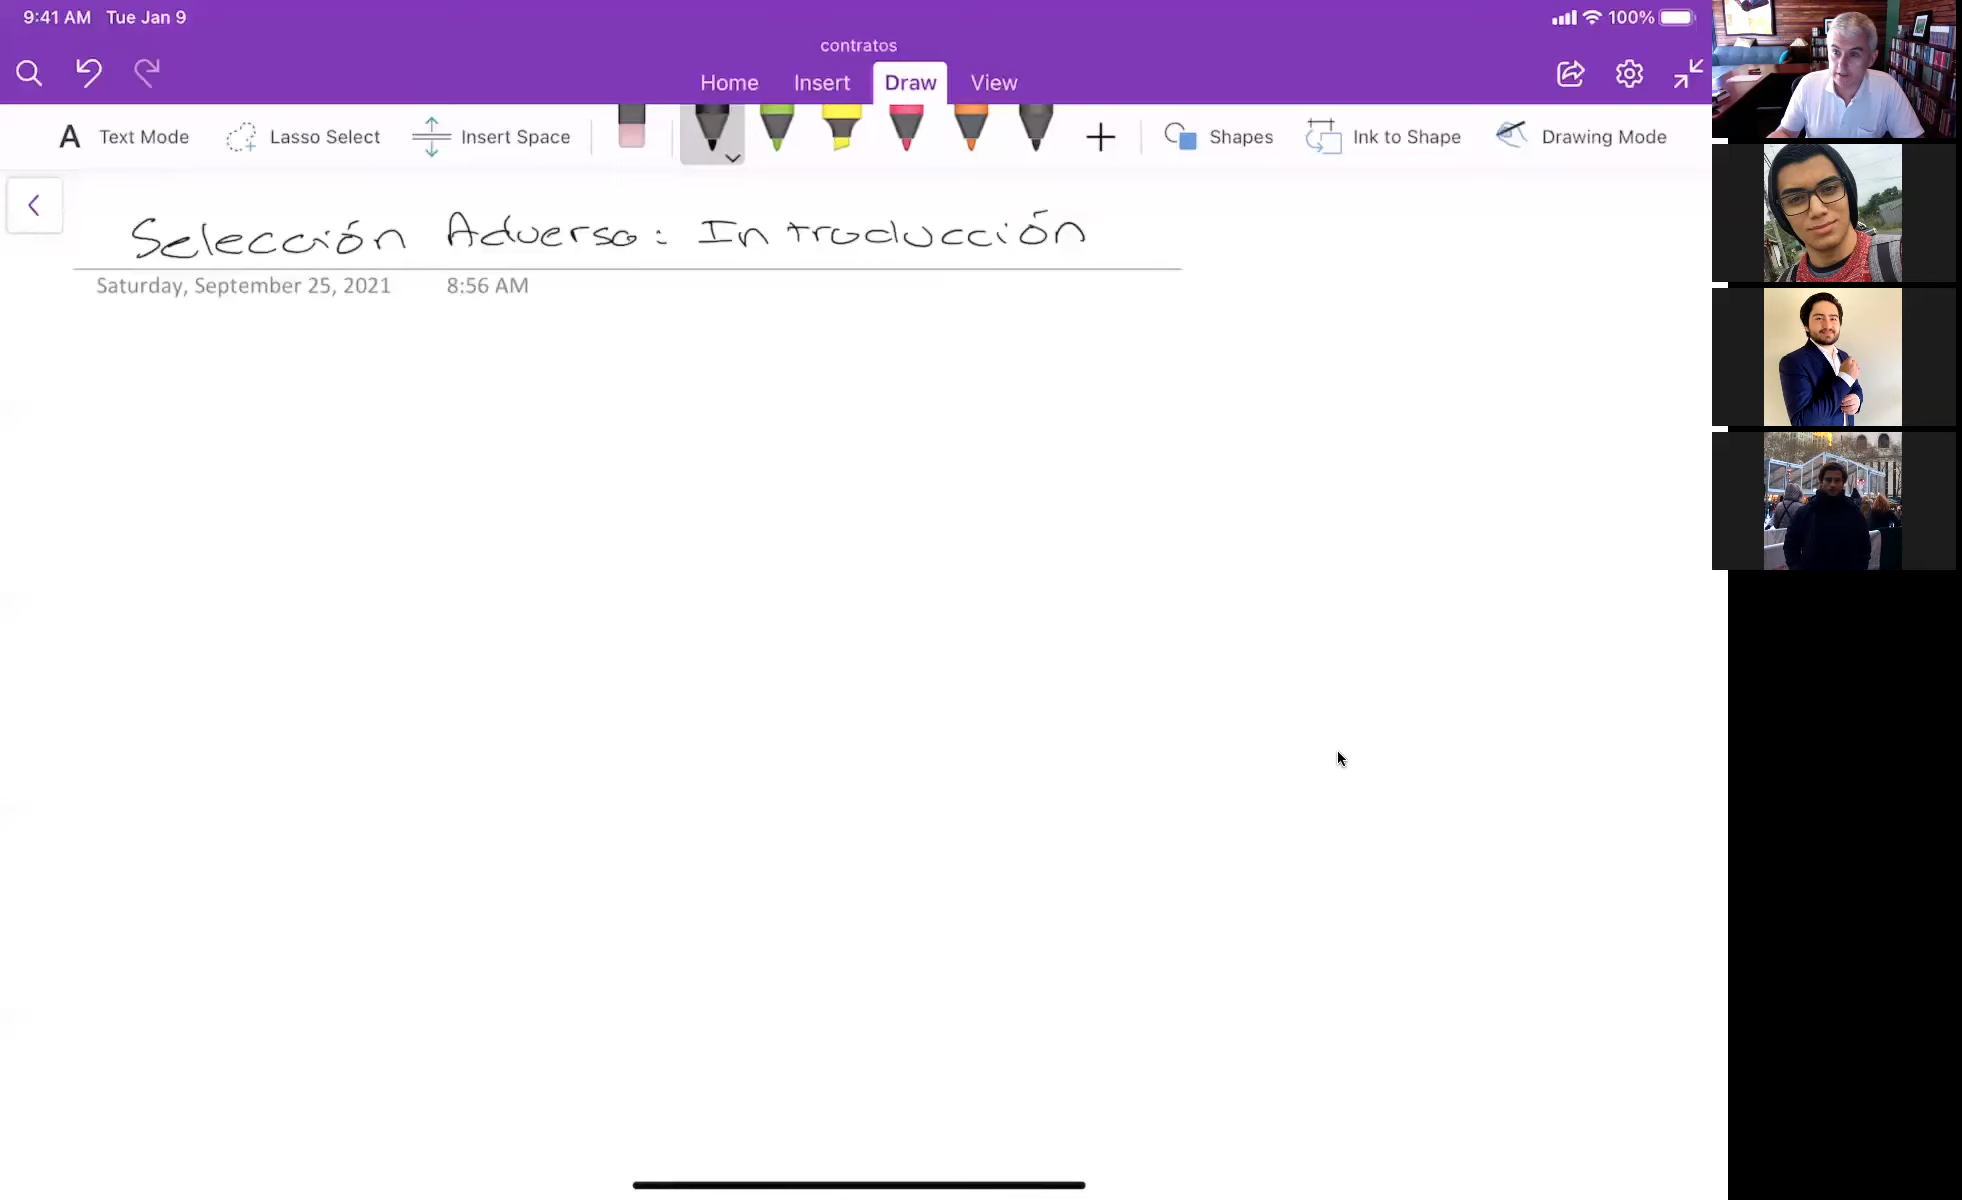 9:41 AM Tue Jan 9
100%
contratos
Home Insert Draw View
A Text Mode Lasso Select Insert Space Shapes Ink to Shape Drawing Mode
Selección Adversa: Introducción
Saturday, September 25, 2021 8:56 AM